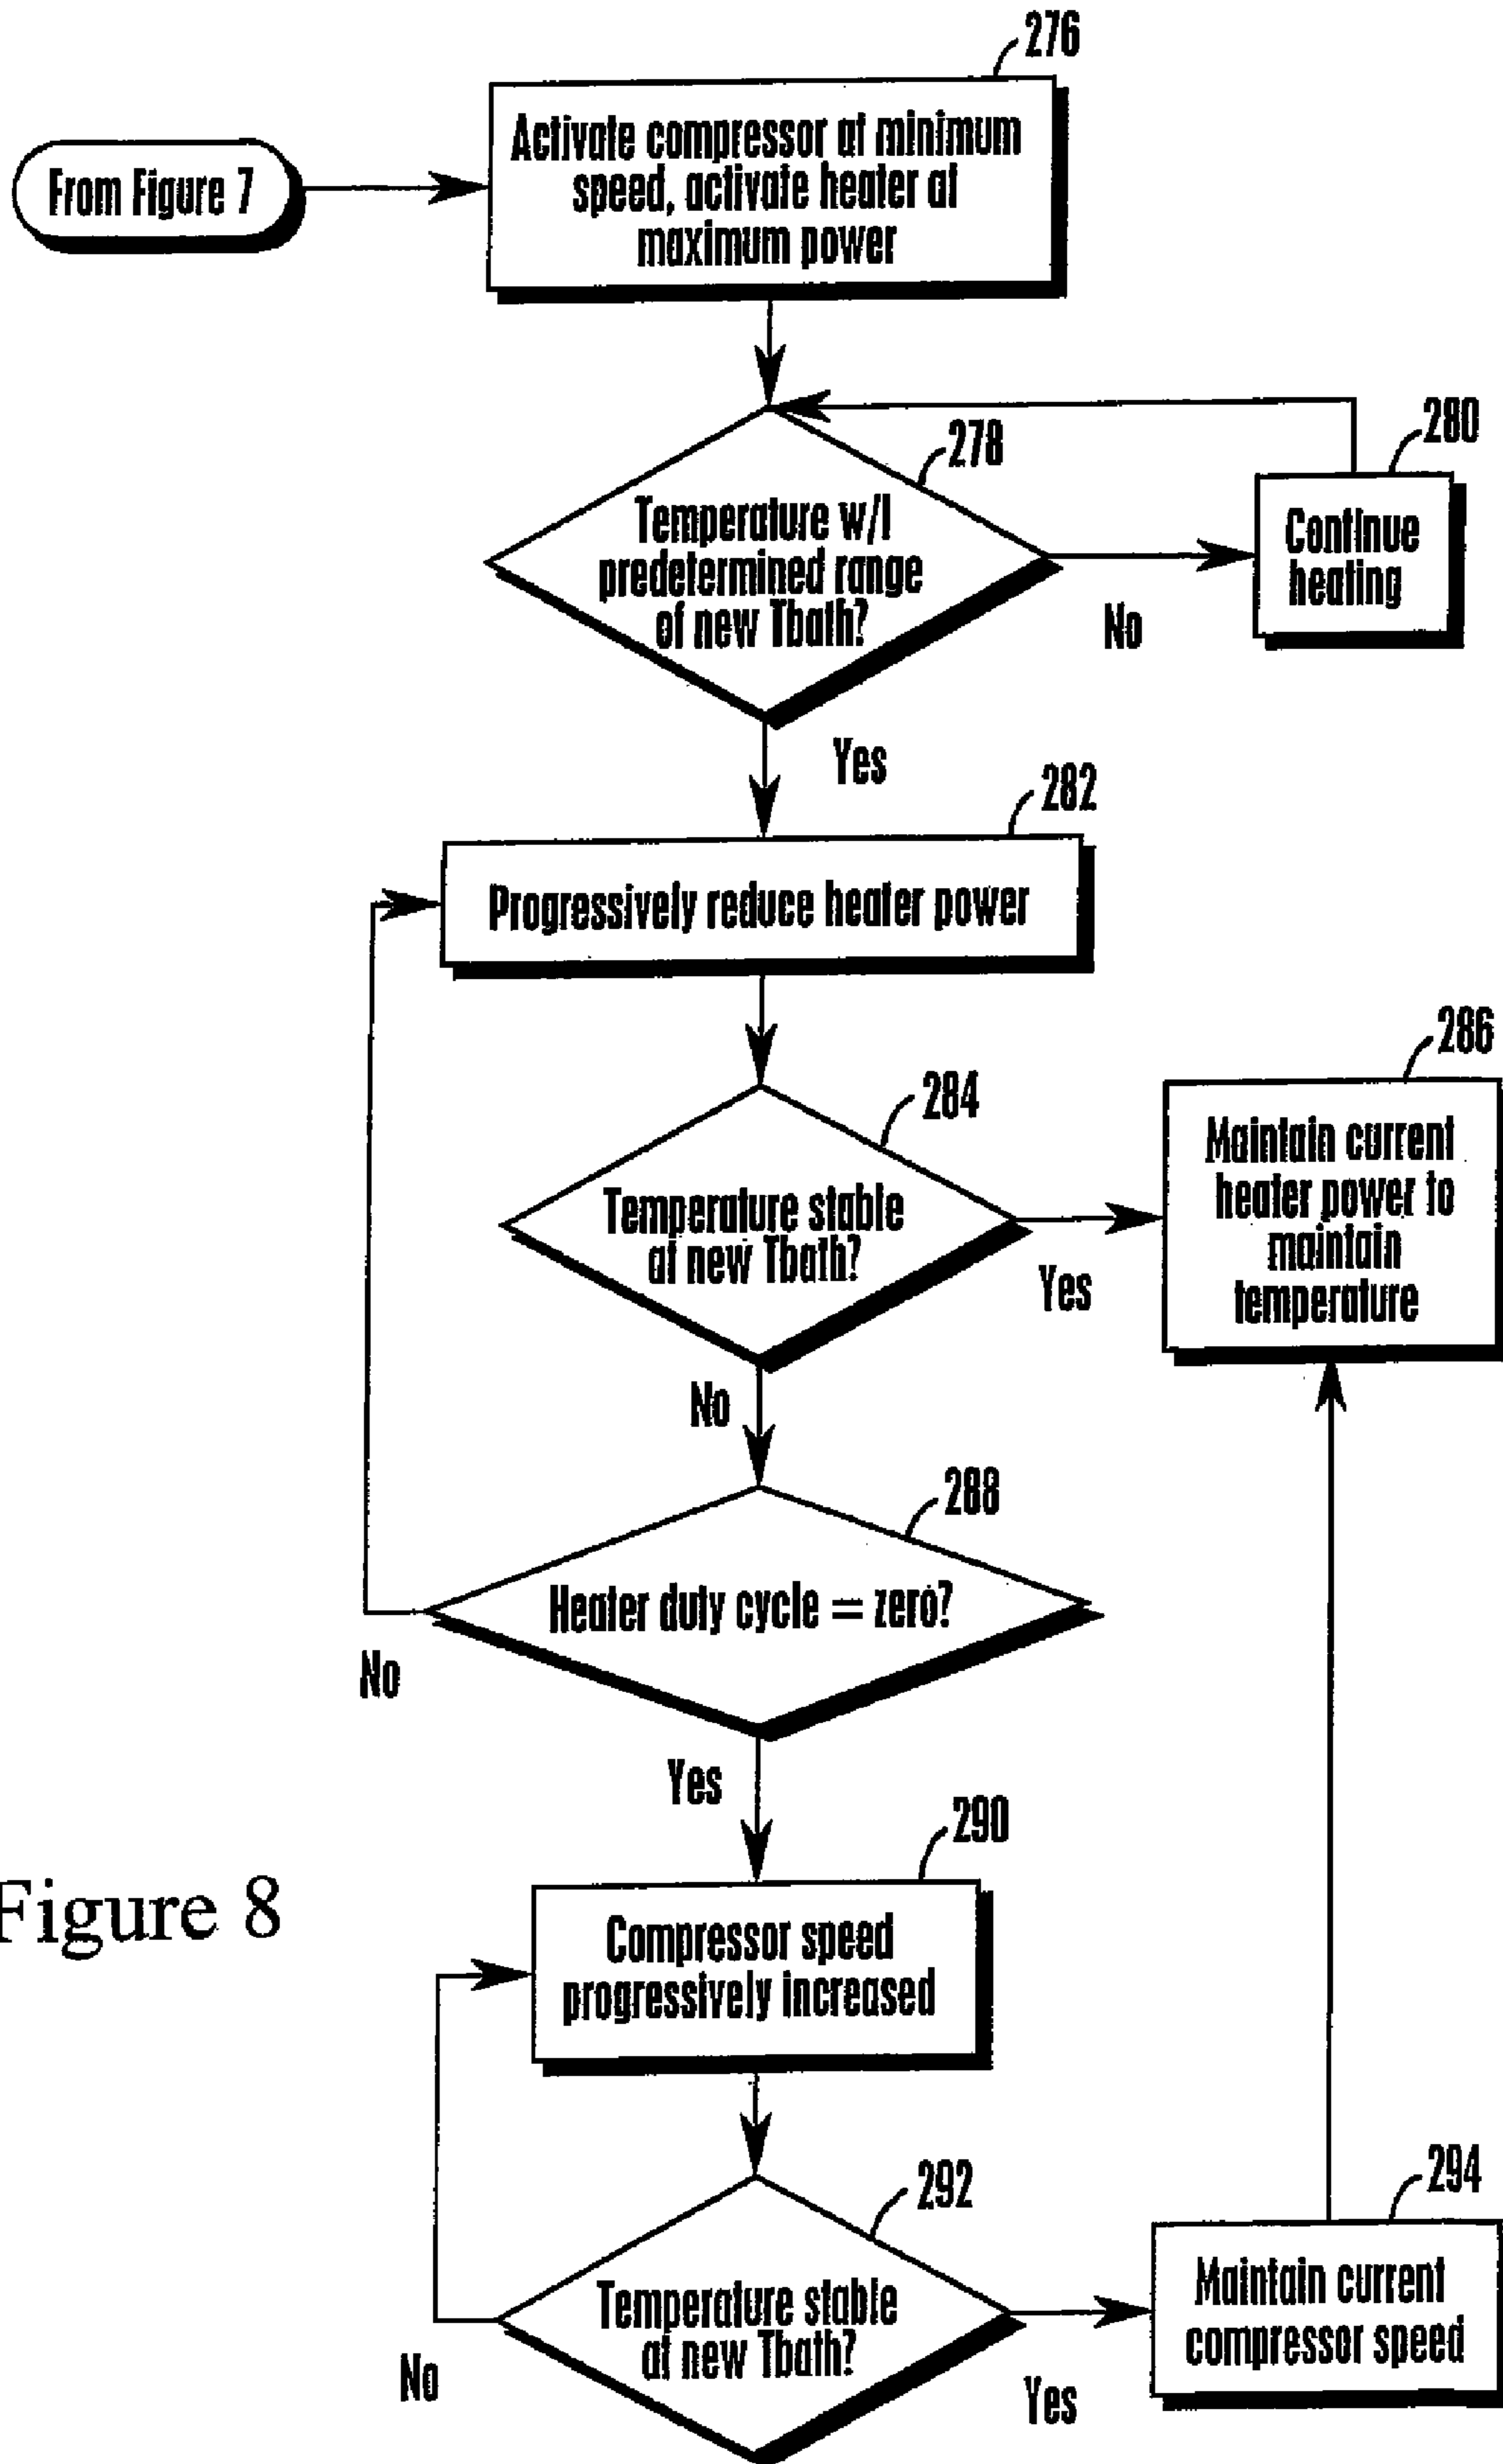 276
From Figure 7
Activate compressor at minimum
speed, activate heater at
maximum power
278
280
Temperature w/i
predetermined range
of new Tbath?
Continue
heating
No
Yes
282
Progressively reduce heater power
284
286
Temperature stable
at new Tbath?
Maintain current
heater power to
maintain
temperature
Yes
No
288
Heater duty cycle = zero?
No
Yes
290
Compressor speed
progressively increased
Figure 8
292
294
Temperature stable
at new Tbath?
Maintain current
compressor speed
No
Yes